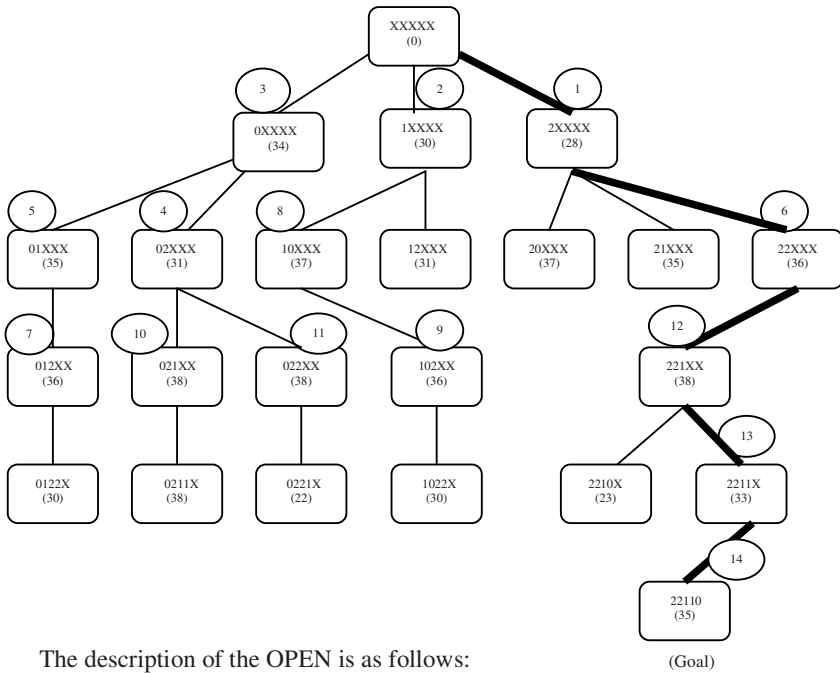 XXXXX
(0)
3
2
1
0XXXX
(34)
1XXXX
(30)
2XXXX
(28)
5
4
8
6
01XXX
(35)
02XXX
(31)
10XXX
(37)
12XXX
(31)
20XXX
(37)
21XXX
(35)
22XXX
(36)
7
10
11
9
12
012XX
(36)
021XX
(38)
022XX
(38)
102XX
(36)
221XX
(38)
13
0122X
(30)
0211X
(38)
0221X
(22)
1022X
(30)
2210X
(23)
2211X
(33)
14
22110
(35)
The description of the OPEN is as follows:
(Goal)